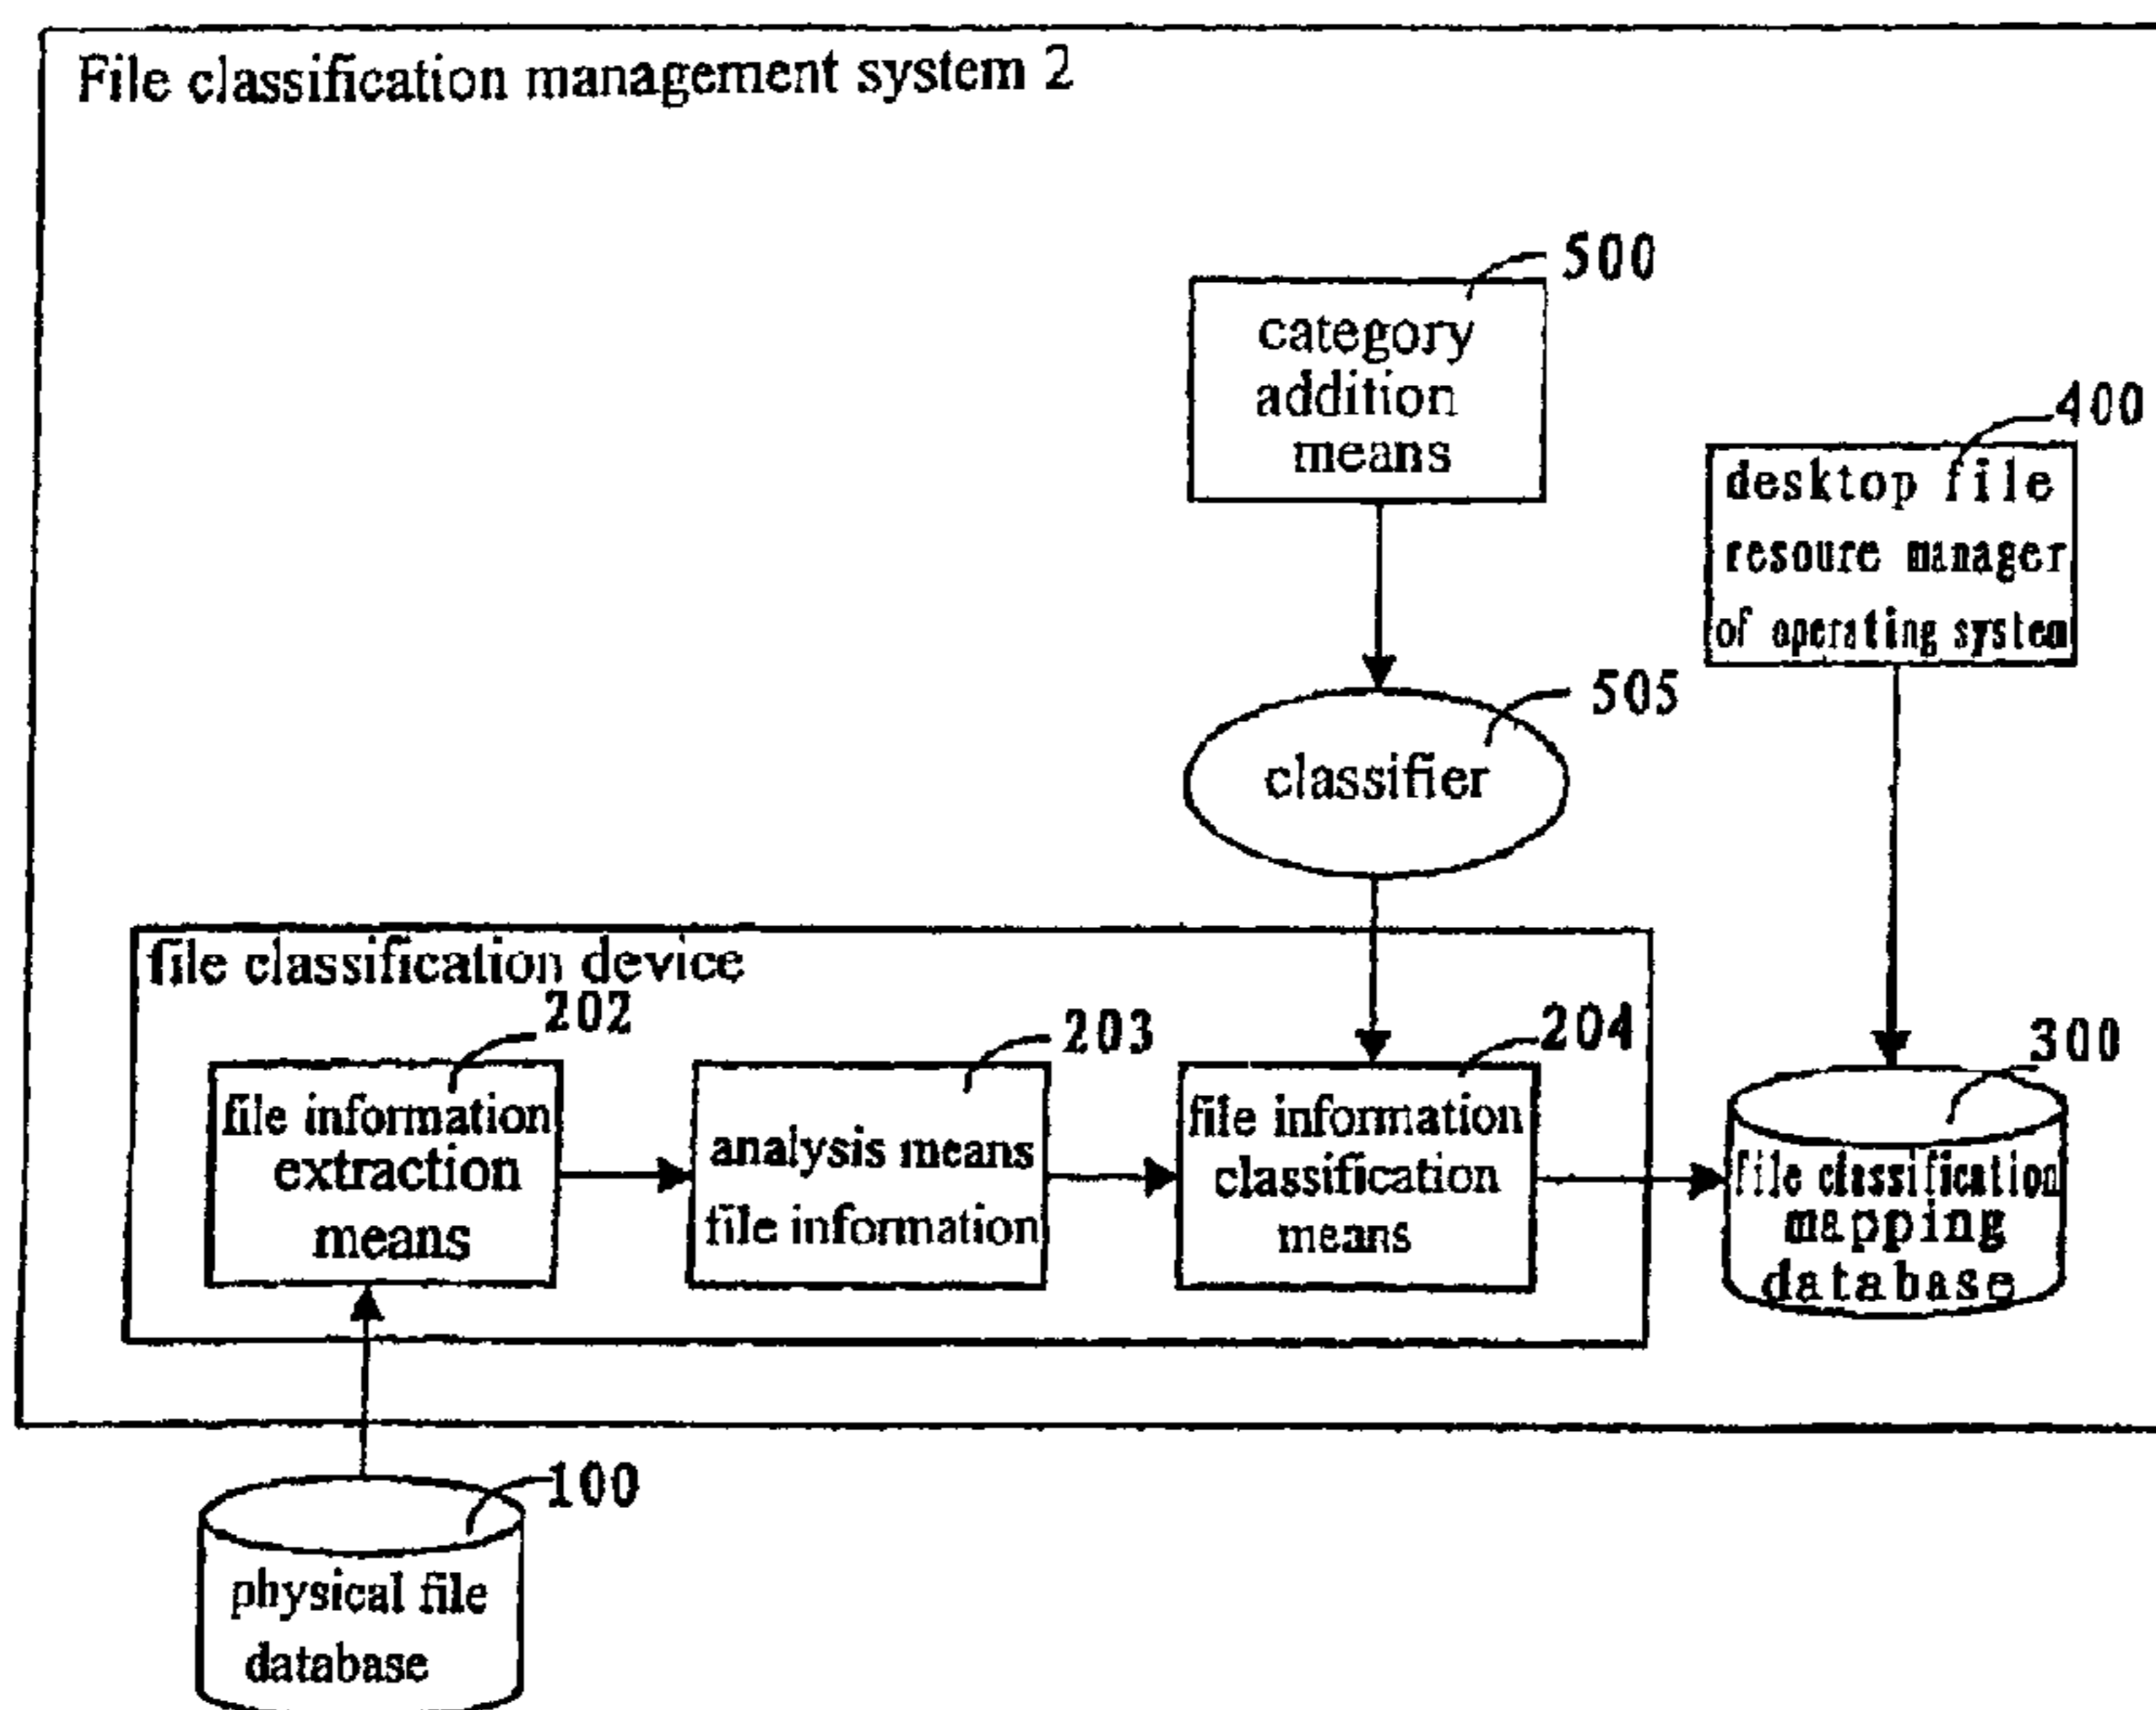 File classification management system 2
500
category
addition
means
400
desktop file
resoure manager
of operating system
505
classifier
file classification device
202
file information
extraction
means
203
analysis means
file information
204
file information
classification
means
300
file classification
mapping
database
100
physical file
database